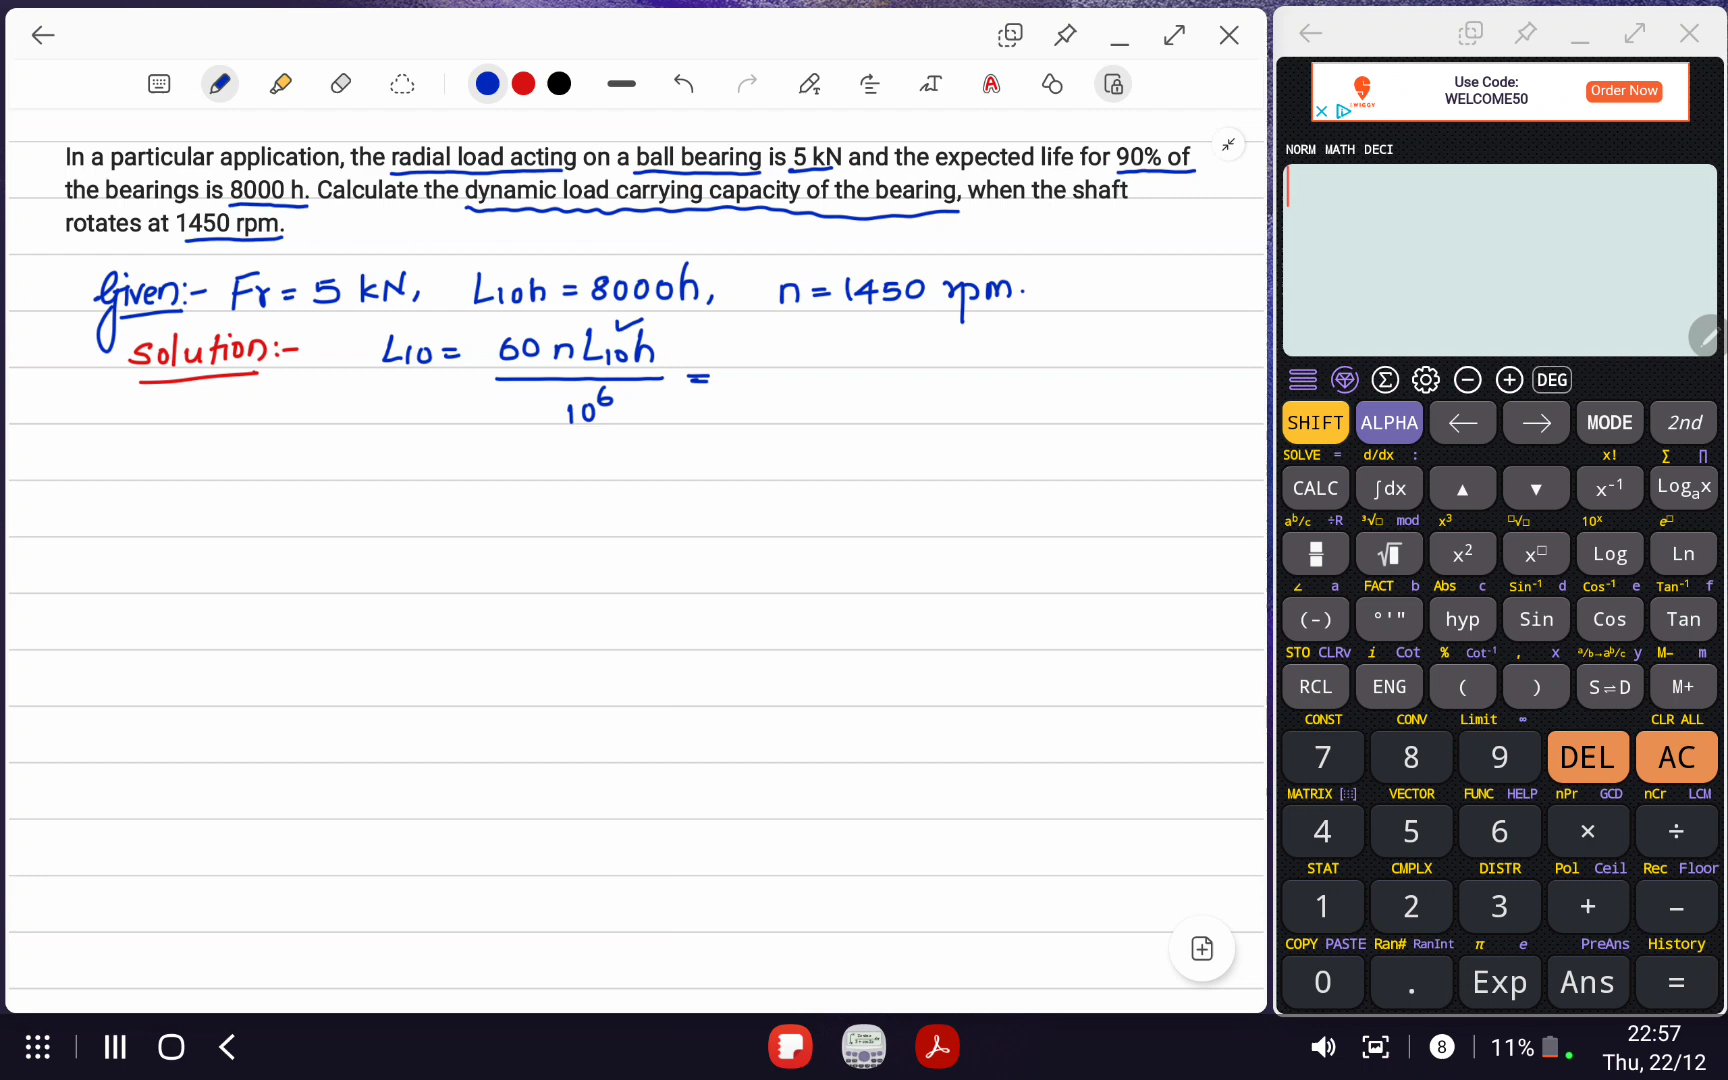 In a particular application, the radial load acting on a ball bearing is 5 kN and the expected life for 90% of
the bearings is 8000 h. Calculate the dynamic load carrying capacity of the bearing, when the shaft
rotates at 1450 rpm.
Given:- Fr = 5 kN, L10h = 8000h, n = 1450 rpm.
Solution:- L10 = 60 n L10h
=
10^6
SWIGGY
Use Code:
WELCOME50
Order Now
NORM MATH DECI
DEG
SHIFT ALPHA ← → MODE 2nd
SOLVE = d/dx : x! ∑ ∏
CALC ∫dx ▲ ▼ x⁻¹ Logₐx
aᵇ/c ÷R ³√□ mod x³ □√□ 10ˣ e□
√ x² x□ Log Ln
∠ a FACT b Abs c Sin⁻¹ d Cos⁻¹ e Tan⁻¹ f
(−) °'" hyp Sin Cos Tan
STO CLRv i Cot % Cot⁻¹ , x a/b→aᵇ/c y M− m
RCL ENG ( ) S⇌D M+
CONST CONV Limit ∞ CLR ALL
7 8 9 DEL AC
MATRIX [∷] VECTOR FUNC HELP nPr GCD nCr LCM
4 5 6 × ÷
STAT CMPLX DISTR Pol Ceil Rec Floor
1 2 3 + −
COPY PASTE Ran# RanInt π e PreAns History
0 . Exp Ans =
8
11%
22:57
Thu, 22/12